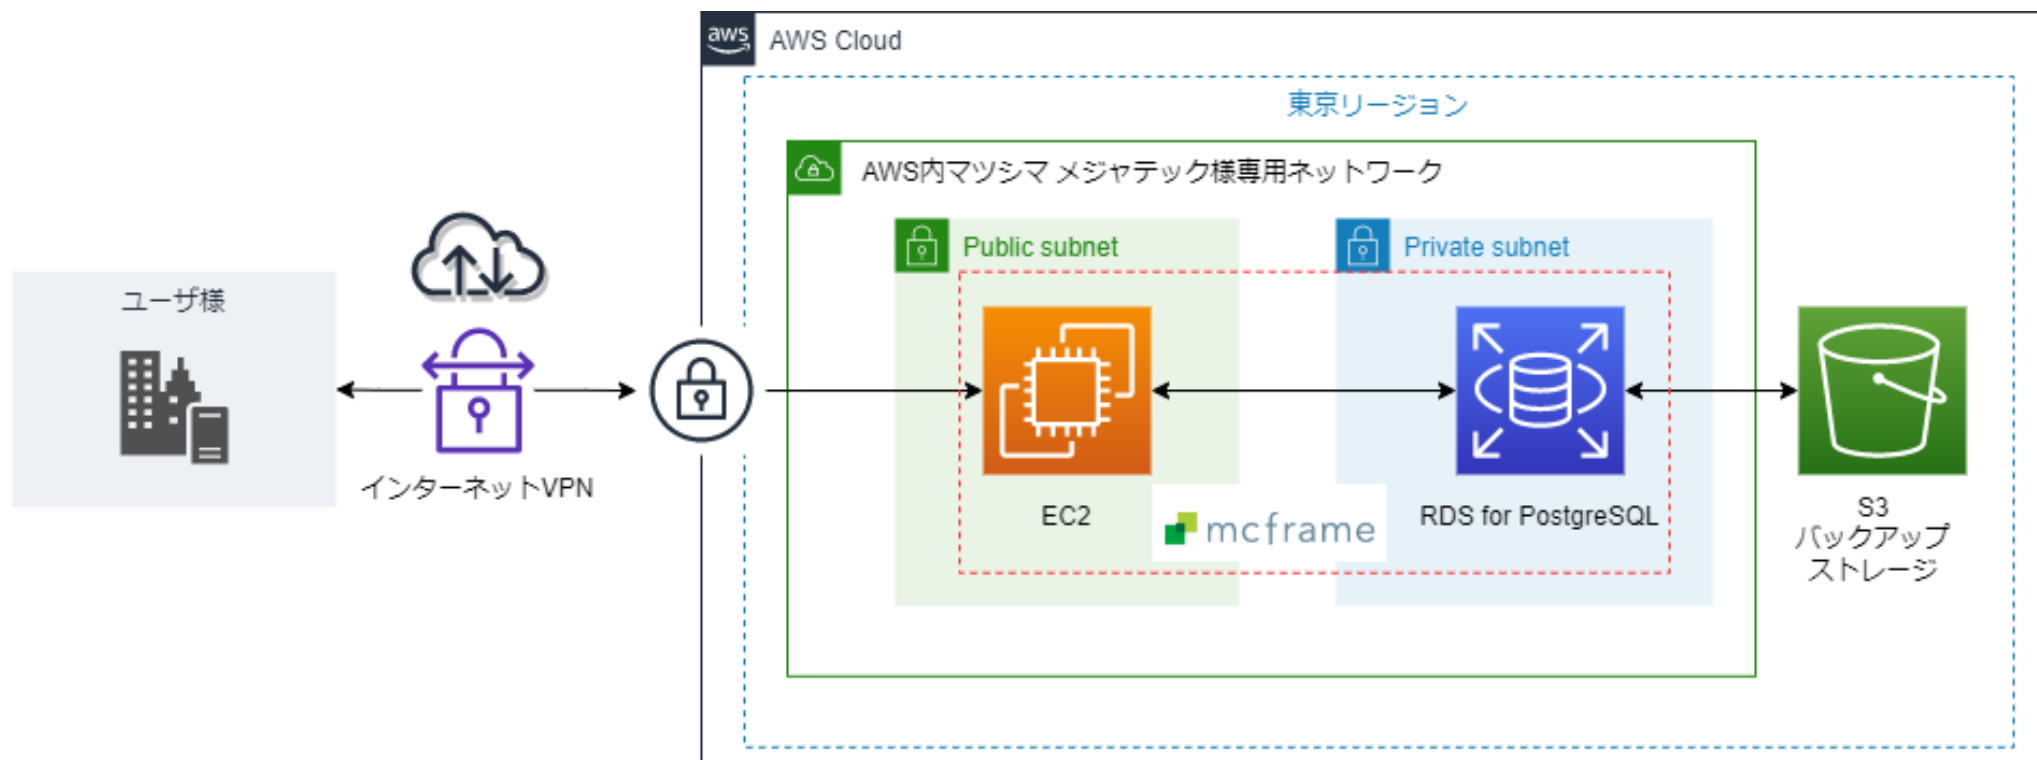 aws
AWS Cloud
東京リージョン
AWS内マツシマ メジャテック様専用ネットワーク
Public subnet
Private subnet
ユーザ様
インターネットVPN
EC2
mcframe
RDS for PostgreSQL
S3
バックアップ
ストレージ